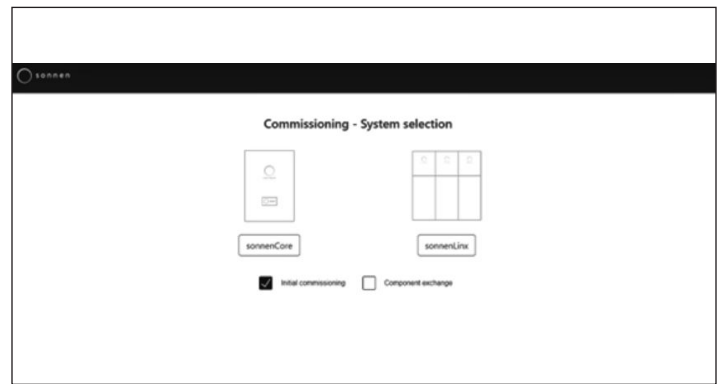 sonnen
Commissioning - System selection
sonnenCore
sonnenLinx
Initial commissioning
Component exchange